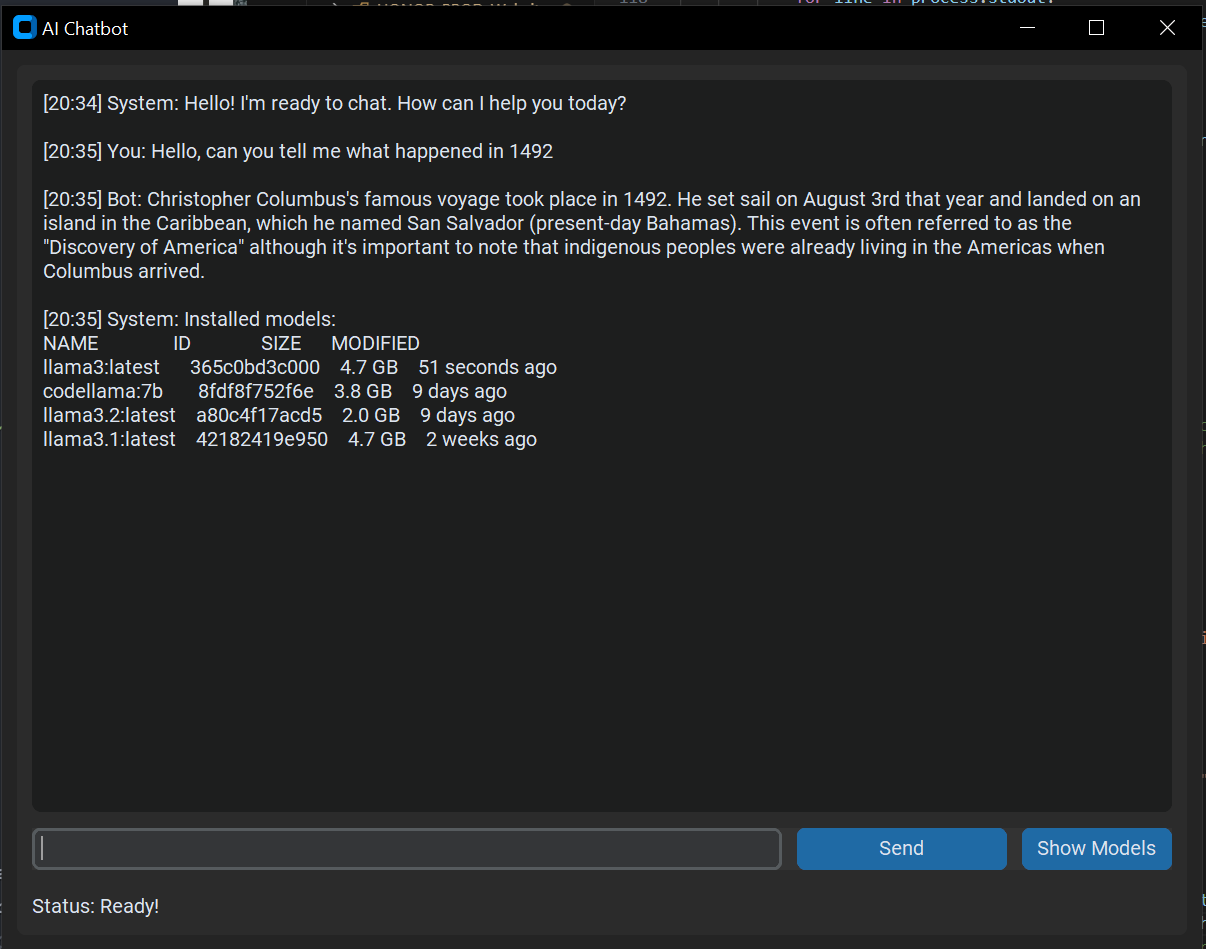 AI Chatbot
[20:34] System: Hello! I'm ready to chat. How can I help you today?
[20:35] You: Hello, can you tell me what happened in 1492
[20:35] Bot: Christopher Columbus's famous voyage took place in 1492. He set sail on August 3rd that year and landed on an
island in the Caribbean, which he named San Salvador (present-day Bahamas). This event is often referred to as the
"Discovery of America" although it's important to note that indigenous peoples were already living in the Americas when
Columbus arrived.
[20:35] System: Installed models:
NAME ID SIZE MODIFIED
llama3:latest 365c0bd3c000 4.7 GB 51 seconds ago
codellama:7b 8fdf8f752f6e 3.8 GB 9 days ago
llama3.2:latest a80c4f17acd5 2.0 GB 9 days ago
llama3.1:latest 42182419e950 4.7 GB 2 weeks ago
Send Show Models
Status: Ready!